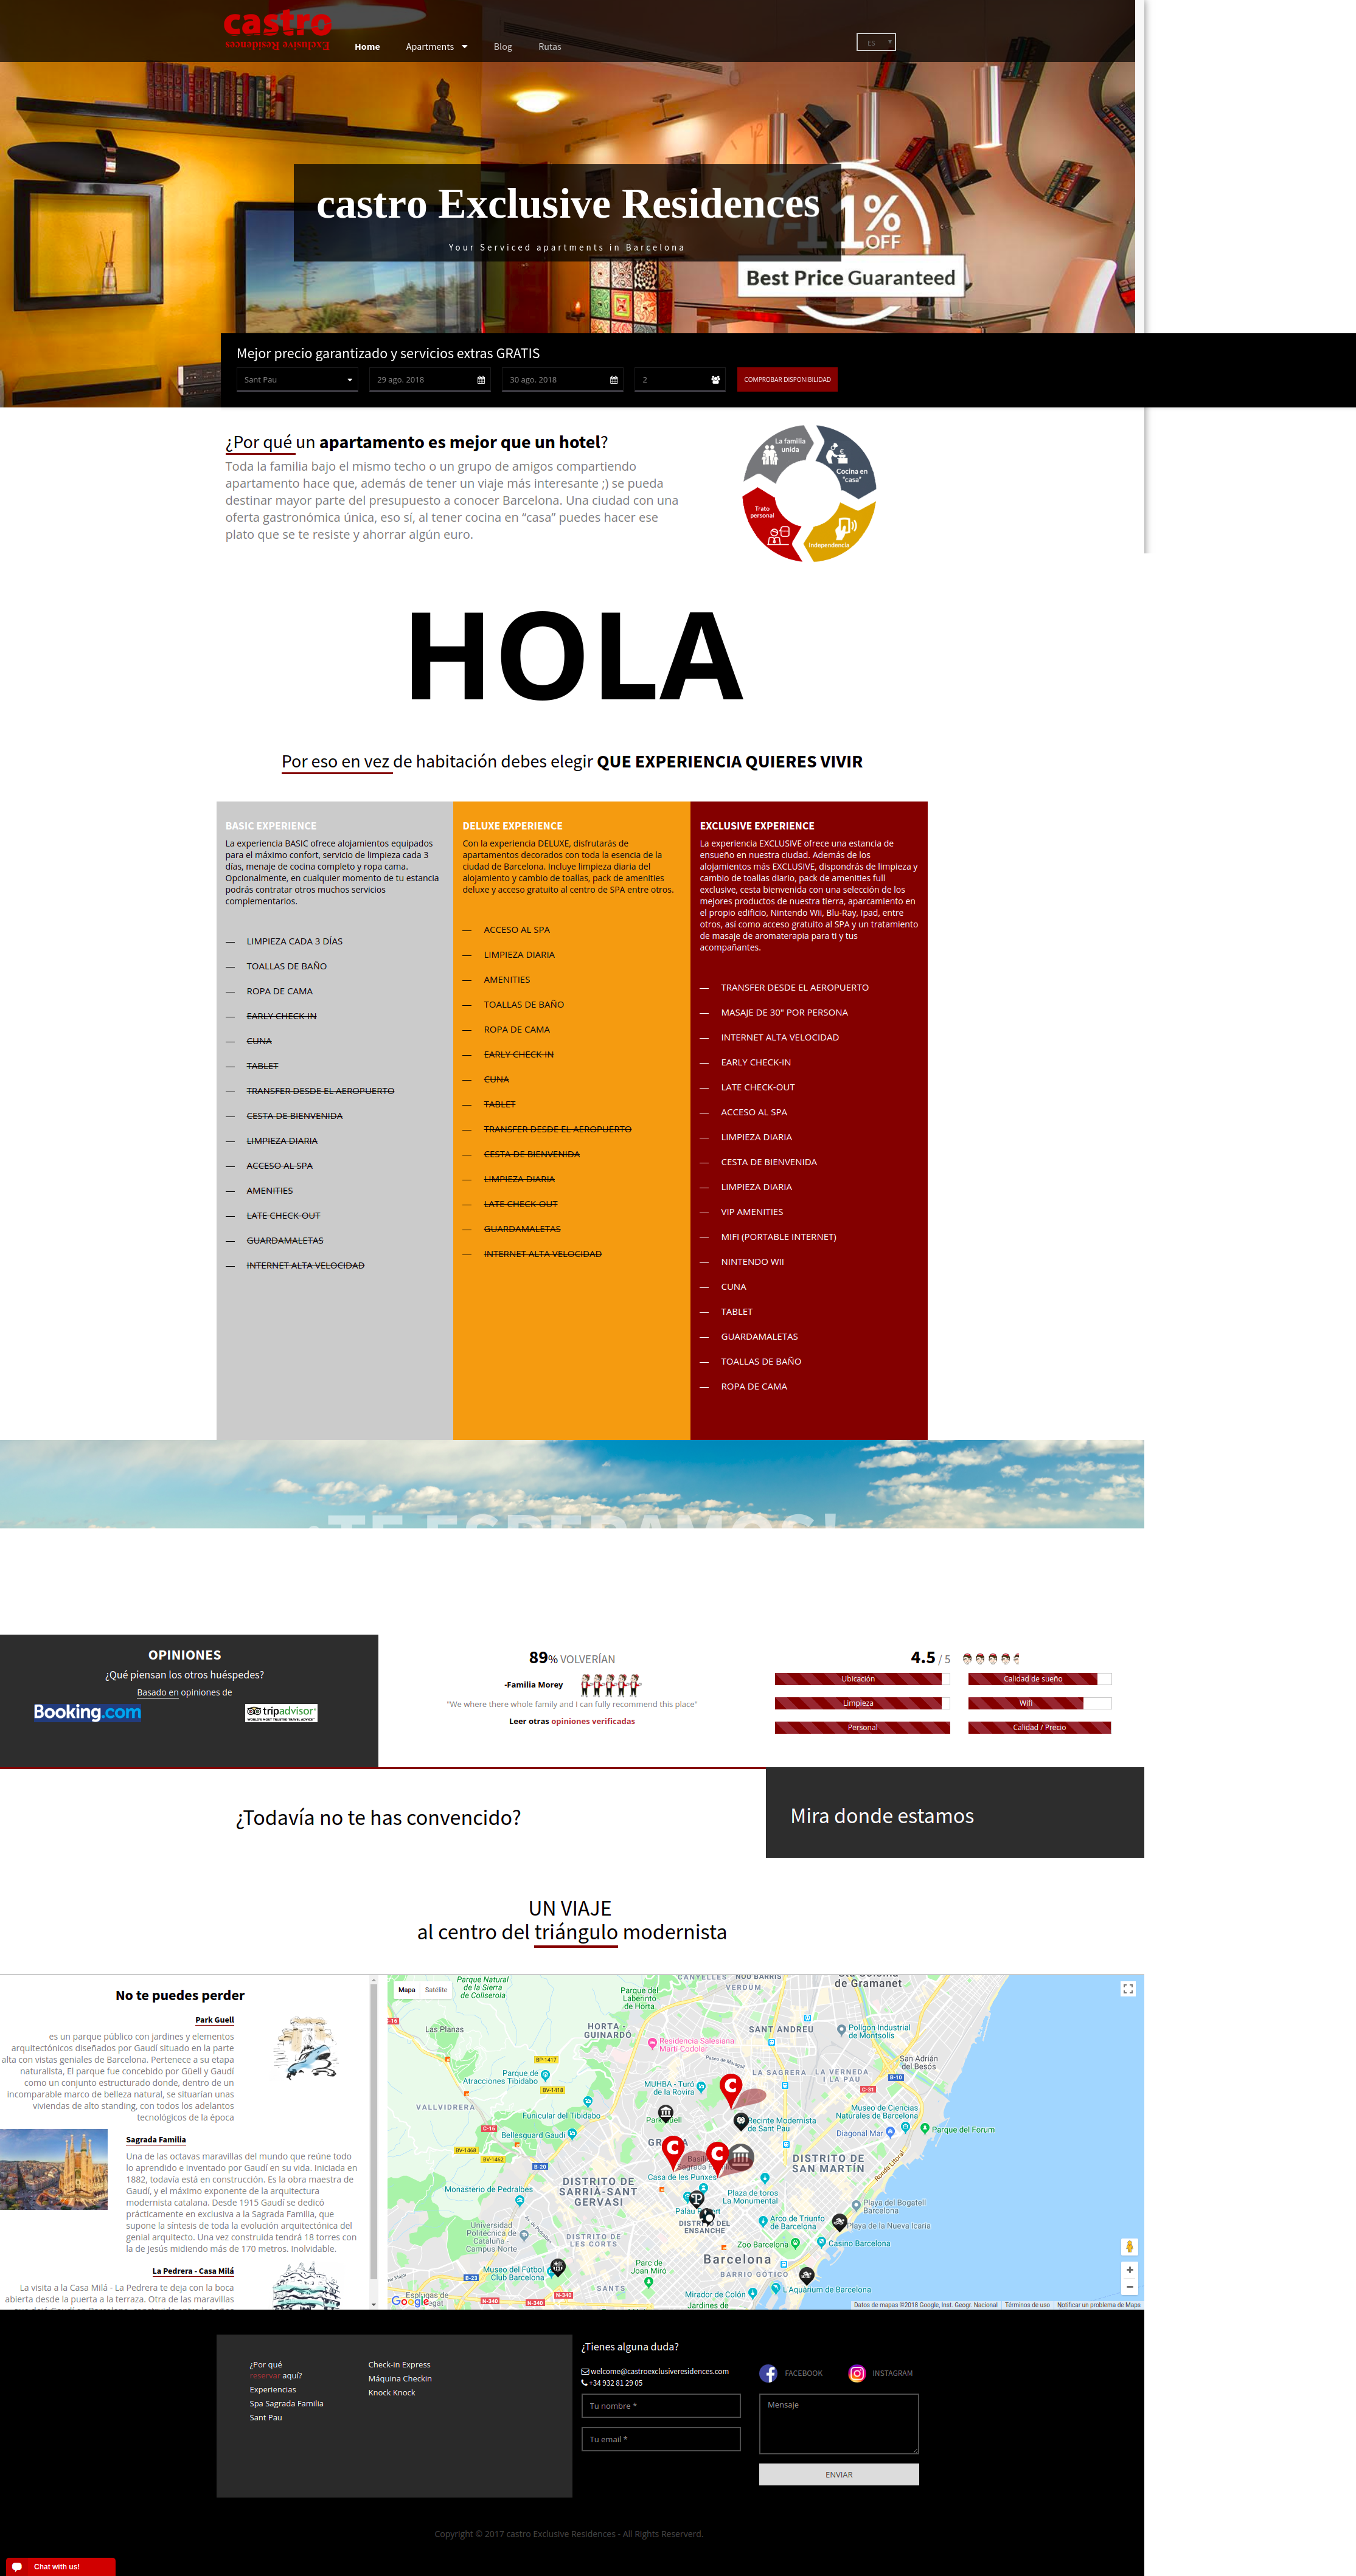 castro
Exclusive Residences
Home
Apartments
Blog
Rutas
ES
castro Exclusive Residences
Your Serviced apartments in Barcelona
1%
OFF
Best Price Guaranteed
Mejor precio garantizado y servicios extras GRATIS
Sant Pau
29 ago. 2018
30 ago. 2018
2
COMPROBAR DISPONIBILIDAD
¿Por qué un apartamento es mejor que un hotel?
Toda la familia bajo el mismo techo o un grupo de amigos compartiendo
apartamento hace que, además de tener un viaje más interesante ;) se pueda
destinar mayor parte del presupuesto a conocer Barcelona. Una ciudad con una
oferta gastronómica única, eso sí, al tener cocina en “casa” puedes hacer ese
plato que se te resiste y ahorrar algún euro.
La familia
unida
Cocina en
"casa"
Trato
personal
Independencia
HOLA
Por eso en vez de habitación debes elegir QUE EXPERIENCIA QUIERES VIVIR
BASIC EXPERIENCE
La experiencia BASIC ofrece alojamientos equipados
para el máximo confort, servicio de limpieza cada 3
días, menaje de cocina completo y ropa cama.
Opcionalmente, en cualquier momento de tu estancia
podrás contratar otros muchos servicios
complementarios.
— LIMPIEZA CADA 3 DÍAS
— TOALLAS DE BAÑO
— ROPA DE CAMA
— EARLY CHECK-IN
— CUNA
— TABLET
— TRANSFER DESDE EL AEROPUERTO
— CESTA DE BIENVENIDA
— LIMPIEZA DIARIA
— ACCESO AL SPA
— AMENITIES
— LATE CHECK-OUT
— GUARDAMALETAS
— INTERNET ALTA VELOCIDAD
DELUXE EXPERIENCE
Con la experiencia DELUXE, disfrutarás de
apartamentos decorados con toda la esencia de la
ciudad de Barcelona. Incluye limpieza diaria del
alojamiento y cambio de toallas, pack de amenities
deluxe y acceso gratuito al centro de SPA entre otros.
— ACCESO AL SPA
— LIMPIEZA DIARIA
— AMENITIES
— TOALLAS DE BAÑO
— ROPA DE CAMA
— EARLY CHECK-IN
— CUNA
— TABLET
— TRANSFER DESDE EL AEROPUERTO
— CESTA DE BIENVENIDA
— LIMPIEZA DIARIA
— LATE CHECK-OUT
— GUARDAMALETAS
— INTERNET ALTA VELOCIDAD
EXCLUSIVE EXPERIENCE
La experiencia EXCLUSIVE ofrece una estancia de
ensueño en nuestra ciudad. Además de los
alojamientos más EXCLUSIVE, dispondrás de limpieza y
cambio de toallas diario, pack de amenities full
exclusive, cesta bienvenida con una selección de los
mejores productos de nuestra tierra, aparcamiento en
el propio edificio, Nintendo Wii, Blu-Ray, Ipad, entre
otros, así como acceso gratuito al SPA y un tratamiento
de masaje de aromaterapia para ti y tus
acompañantes.
— TRANSFER DESDE EL AEROPUERTO
— MASAJE DE 30" POR PERSONA
— INTERNET ALTA VELOCIDAD
— EARLY CHECK-IN
— LATE CHECK-OUT
— ACCESO AL SPA
— LIMPIEZA DIARIA
— CESTA DE BIENVENIDA
— LIMPIEZA DIARIA
— VIP AMENITIES
— MIFI (PORTABLE INTERNET)
— NINTENDO WII
— CUNA
— TABLET
— GUARDAMALETAS
— TOALLAS DE BAÑO
— ROPA DE CAMA
¡TE ESPERAMOS!
OPINIONES
¿Qué piensan los otros huéspedes?
Basado en opiniones de
Booking.com
tripadvisor
89% VOLVERÍAN
-Familia Morey
"We where there whole family and I can fully recommend this place"
Leer otras opiniones verificadas
4.5 / 5
Ubicación
Calidad de sueño
Limpieza
Wifi
Personal
Calidad / Precio
¿Todavía no te has convencido?
Mira donde estamos
UN VIAJE
al centro del triángulo modernista
No te puedes perder
Park Guell
es un parque público con jardines y elementos
arquitectónicos diseñados por Gaudí situado en la parte
alta con vistas geniales de Barcelona. Pertenece a su etapa
naturalista, El parque fue concebido por Güell y Gaudí
como un conjunto estructurado donde, dentro de un
incomparable marco de belleza natural, se situarían unas
viviendas de alto standing, con todos los adelantos
tecnológicos de la época
Sagrada Familia
Una de las octavas maravillas del mundo que reúne todo
lo aprendido e inventado por Gaudí en su vida. Iniciada en
1882, todavía está en construcción. Es la obra maestra de
Gaudí, y el máximo exponente de la arquitectura
modernista catalana. Desde 1915 Gaudí se dedicó
prácticamente en exclusiva a la Sagrada Familia, que
supone la síntesis de toda la evolución arquitectónica del
genial arquitecto. Una vez construida tendrá 18 torres con
la de Jesús midiendo más de 170 metros. Inolvidable.
La Pedrera - Casa Milá
La visita a la Casa Milá - La Pedrera te deja con la boca
abierta desde la puerta a la terraza. Otra de las maravillas
Mapa
Satélite
Parque Natural
de la Sierra
de Collserola
Parque del
Laberinto
de Horta
CANYELLES
NOU BARRIS
VERDUM
de Gramanet
Las Planas
HORTA -
GUINARDÓ
SANT ANDREU
Polígon Industrial
de Montsolis
Residencia Salesiana
Martí-Codolar
San Adrián
del Besós
BP-1417
Parque de
Atracciones Tibidabo
BV-1418
MUHBA - Turó
de la Rovira
LA SAGRERA
LA VERNEDA
I LA PAU
B-10
C-31
VALLVIDRERA
Funicular del Tibidabo
Bellesguard Gaudí
Recinte Modernista
de Sant Pau
Museo de Ciencias
Naturales de Barcelona
Diagonal Mar
Parque del Forum
C-16
BV-1468
BV-1462
B-20
Casa de les Punxes
DISTRITO DE
SAN MARTÍN
Ronda Litoral
Monasterio de Pedralbes
DISTRITO DE
SARRIÀ-SANT
GERVASI
Plaza de toros
La Monumental
Playa del Bogatell
Barcelona
Universidad
Politécnica de
Cataluña -
Campus Norte
DISTRITO DE
LES CORTS
DISTRITO DEL
ENSANCHE
Arco de Triunfo
de Barcelona
Playa de la Nueva Icaria
Zoo Barcelona
Casino Barcelona
Museo del Fútbol
Club Barcelona
Parc de
Joan Miró
Barcelona
BARRIO GÓTICO
B-23
SANTS
Mirador de Colón
L'Aquàrium de Barcelona
N-340
N-340
N-340
Jardines de
Google
Datos de mapas ©2018 Google, Inst. Geogr. Nacional
Términos de uso
Notificar un problema de Maps
¿Por qué
reservar aquí?
Experiencias
Spa Sagrada Familia
Sant Pau
Check-in Express
Máquina Checkin
Knock Knock
¿Tienes alguna duda?
welcome@castroexclusiveresidences.com
+34 932 81 29 05
FACEBOOK
INSTAGRAM
Tu nombre *
Tu email *
Mensaje
ENVIAR
Copyright © 2017 castro Exclusive Residences - All Rights Reserverd.
Chat with us!